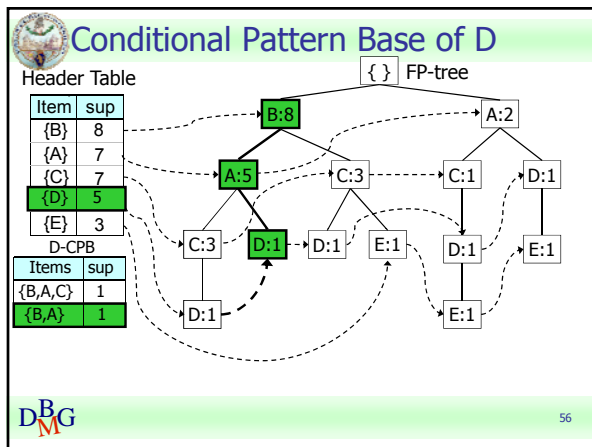 Conditional Pattern Base of D
Header Table
{ } FP-tree
Item sup
{B} 8
{A} 7
{C} 7
{D} 5
{E} 3
B:8 A:2
A:5 C:3 C:1 D:1
C:3 D:1 D:1 E:1 D:1 E:1
D:1 E:1
D-CPB
Items sup
{B,A,C} 1
{B,A} 1
DBMG
56